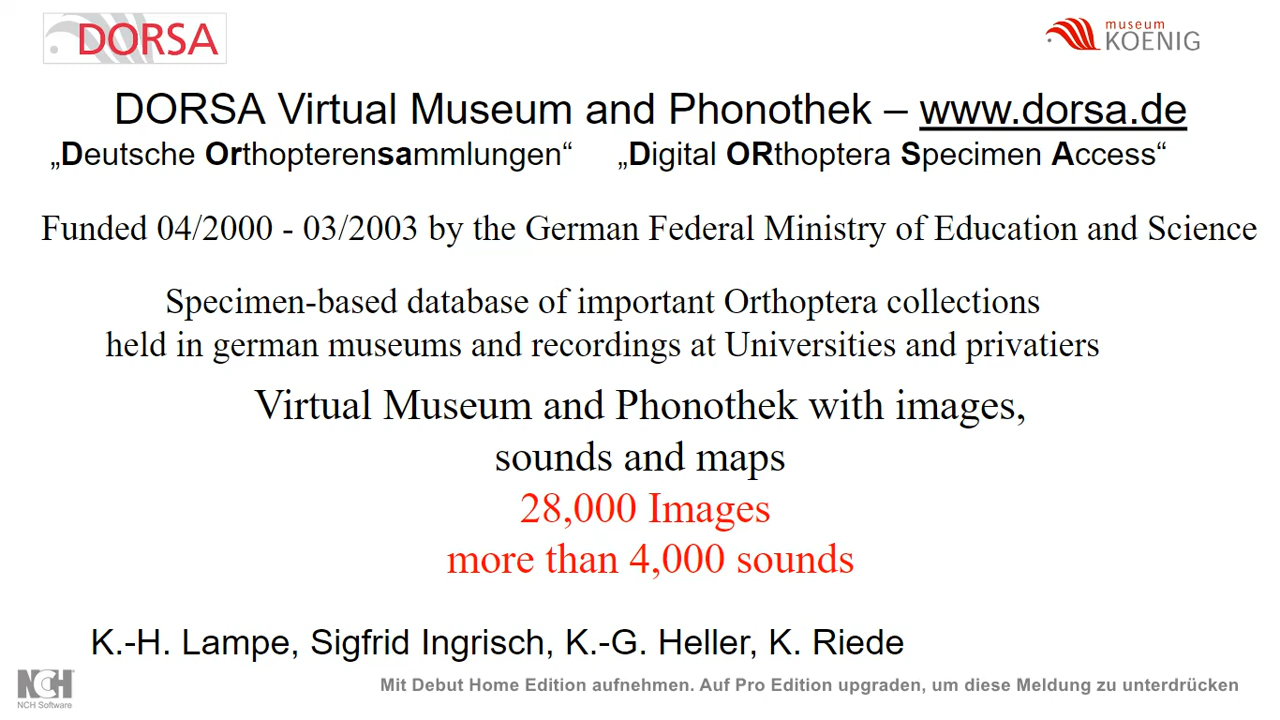 DORSA
museum
KOENIG
DORSA Virtual Museum and Phonothek – www.dorsa.de
„Deutsche Orthopterensammlungen“ „Digital ORthoptera Specimen Access“
Funded 04/2000 - 03/2003 by the German Federal Ministry of Education and Science
Specimen-based database of important Orthoptera collections
held in german museums and recordings at Universities and privatiers
Virtual Museum and Phonothek with images,
sounds and maps
28,000 Images
more than 4,000 sounds
K.-H. Lampe, Sigfrid Ingrisch, K.-G. Heller, K. Riede
NCH
NCH Software
Mit Debut Home Edition aufnehmen. Auf Pro Edition upgraden, um diese Meldung zu unterdrücken